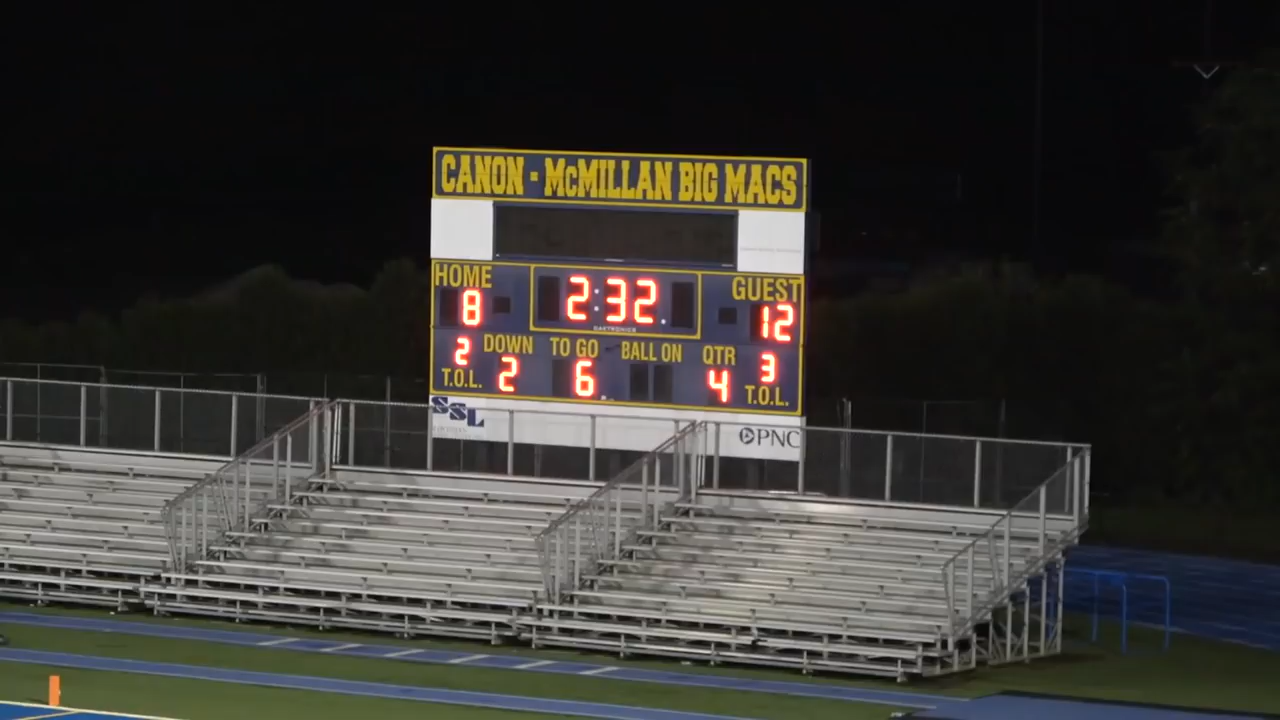 CANON - McMILLAN BIG MACS
HOME 2:32. GUEST
8 12
DAKTRONICS
2 DOWN TO GO BALL ON QTR 3
T.O.L. 2 6 4 T.O.L.
SSL PNC